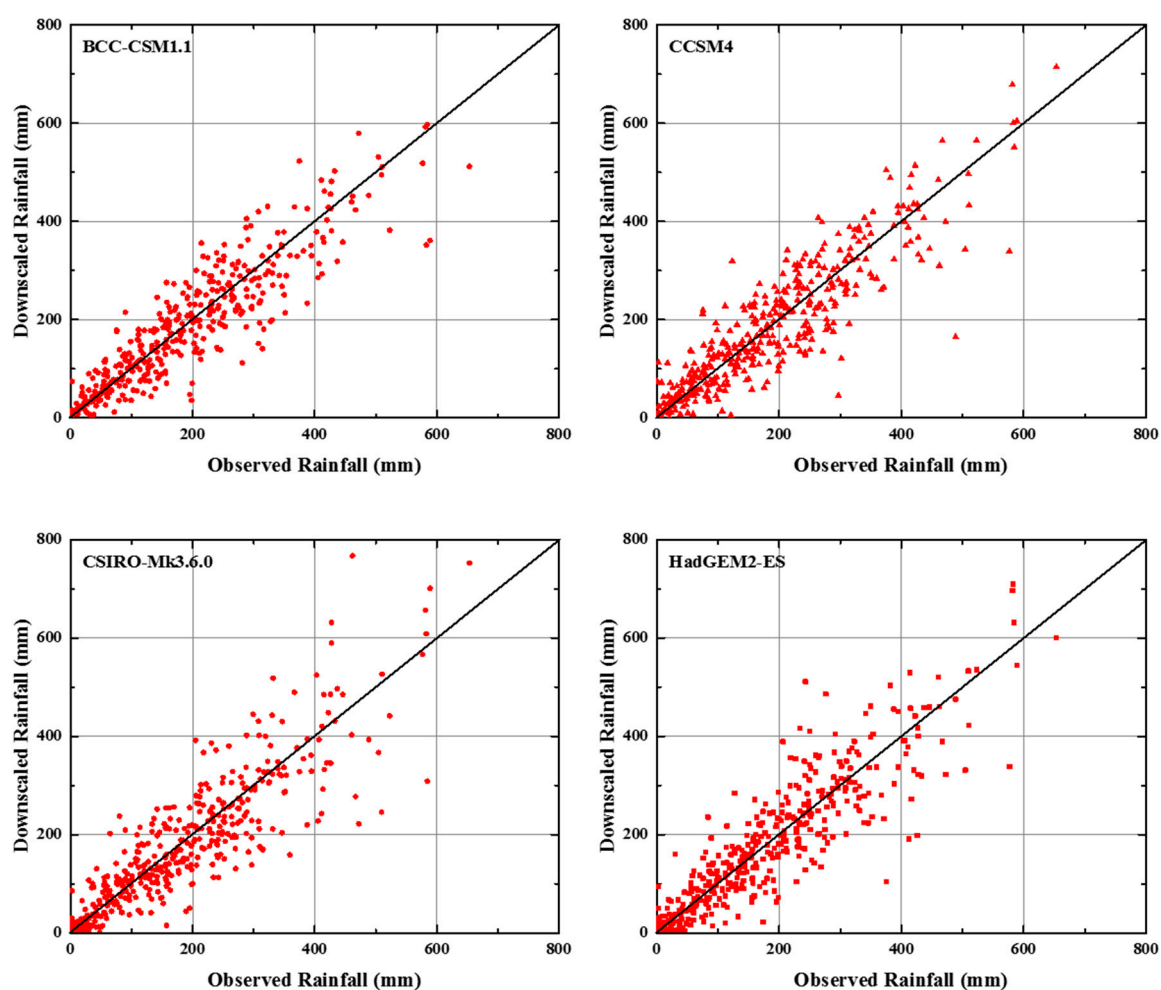 BCC-CSM1.1
800
600
400
200
0
Downscaled Rainfall (mm)
0 200 400 600 800
Observed Rainfall (mm)
CCSM4
800
600
400
200
0
Downscaled Rainfall (mm)
0 200 400 600 800
Observed Rainfall (mm)
CSIRO-Mk3.6.0
800
600
400
200
0
Downscaled Rainfall (mm)
0 200 400 600 800
Observed Rainfall (mm)
HadGEM2-ES
800
600
400
200
0
Downscaled Rainfall (mm)
0 200 400 600 800
Observed Rainfall (mm)